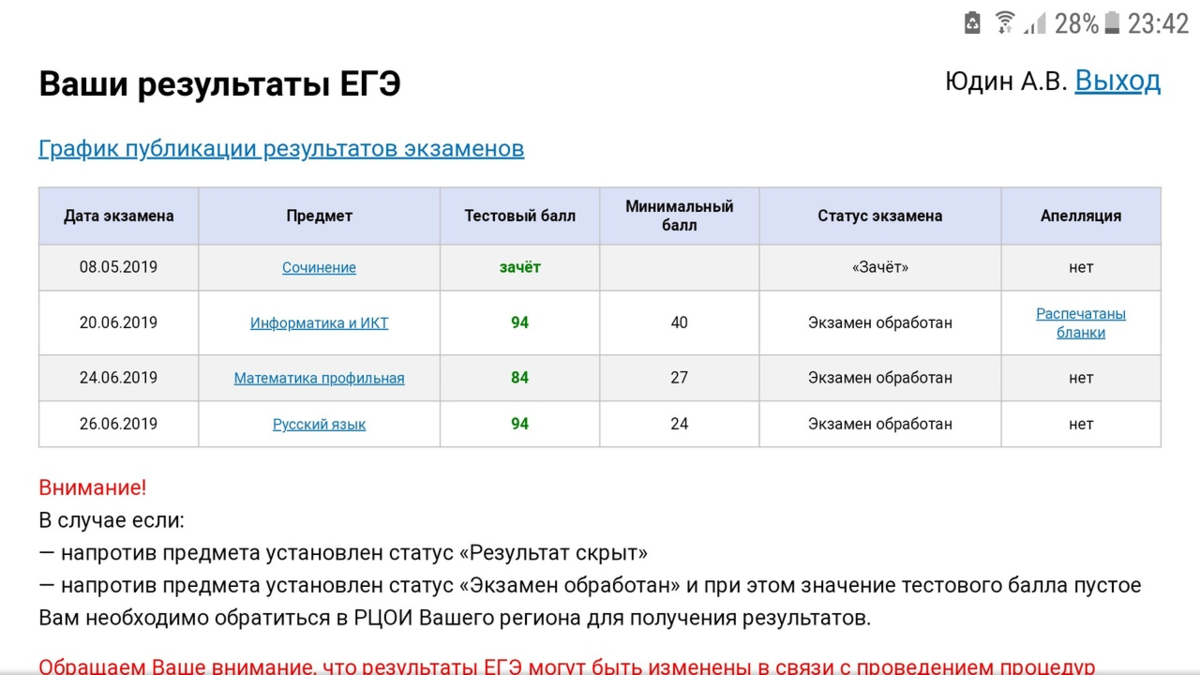 28% 23:42
Ваши результаты ЕГЭ
Юдин А.В. Выход
График публикации результатов экзаменов
Дата экзамена Предмет Тестовый балл Минимальный балл Статус экзамена Апелляция
08.05.2019 Сочинение зачёт «Зачёт» нет
20.06.2019 Информатика и ИКТ 94 40 Экзамен обработан Распечатаны бланки
24.06.2019 Математика профильная 84 27 Экзамен обработан нет
26.06.2019 Русский язык 94 24 Экзамен обработан нет
Внимание!
В случае если:
— напротив предмета установлен статус «Результат скрыт»
— напротив предмета установлен статус «Экзамен обработан» и при этом значение тестового балла пустое
Вам необходимо обратиться в РЦОИ Вашего региона для получения результатов.
Обращаем Ваше внимание, что результаты ЕГЭ могут быть изменены в связи с проведением процедур